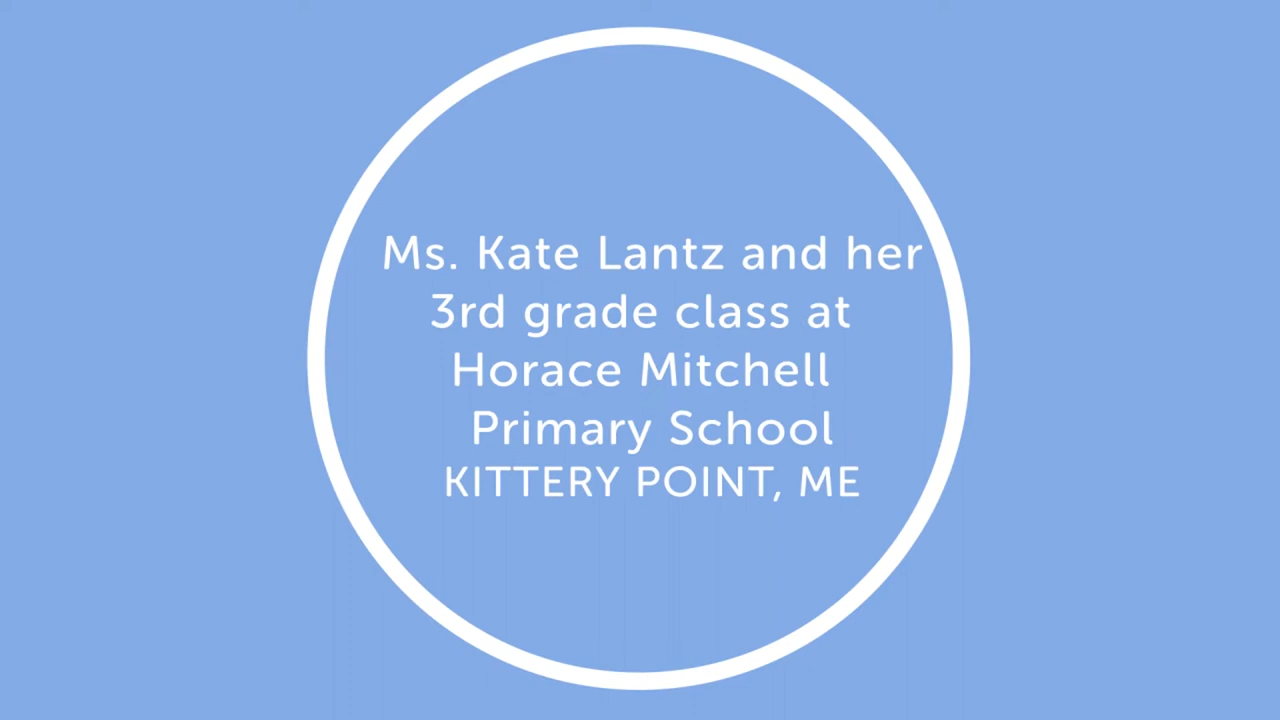 Ms. Kate Lantz and her
3rd grade class at
Horace Mitchell
Primary School
KITTERY POINT, ME